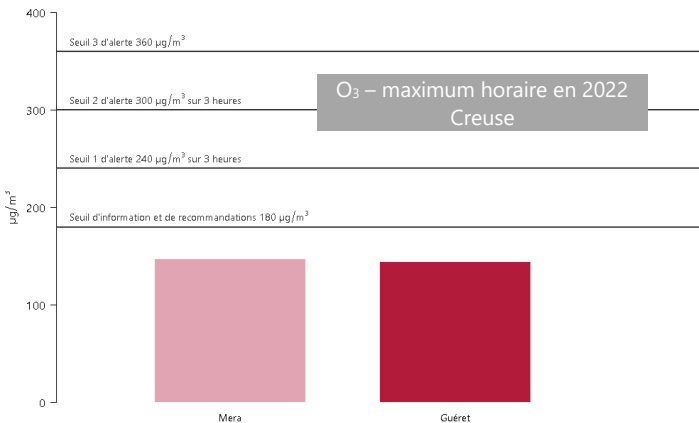 400
Seuil 3 d'alerte 360 µg/m³
O₃ – maximum horaire en 2022
Creuse
Seuil 2 d'alerte 300 µg/m³ sur 3 heures
300
Seuil 1 d'alerte 240 µg/m³ sur 3 heures
µg/m³
200
Seuil d'information et de recommandations 180 µg/m³
100
0
Mera
Guéret